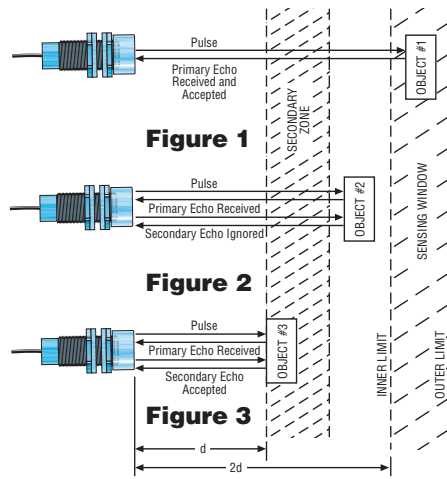 Pulse
Primary Echo
Received and
Accepted
OBJECT #1
Figure 1
SECONDARY
ZONE
Pulse
Primary Echo Received
Secondary Echo Ignored
OBJECT #2
SENSING WINDOW
Figure 2
Pulse
Primary Echo Received
Secondary Echo
Accepted
OBJECT #3
INNER LIMIT
OUTER LIMIT
Figure 3
d
2d